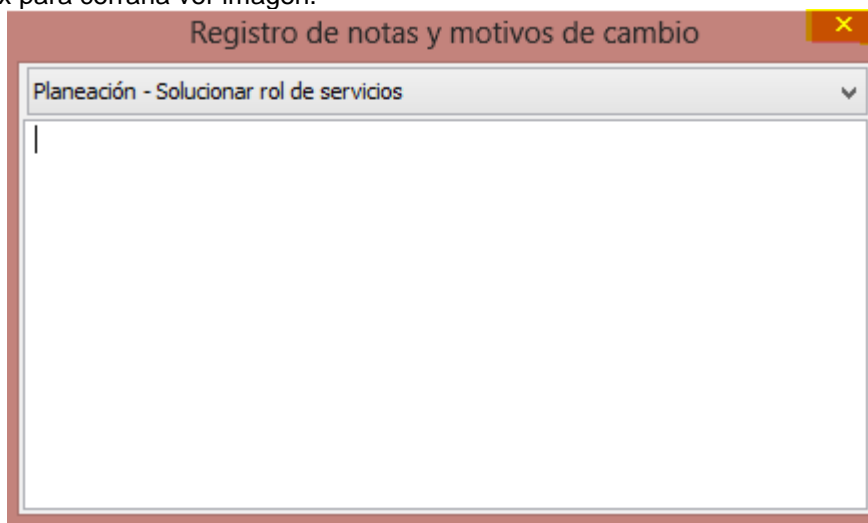 x para cerrarla ver imagen.
Registro de notas y motivos de cambio
Planeación - Solucionar rol de servicios